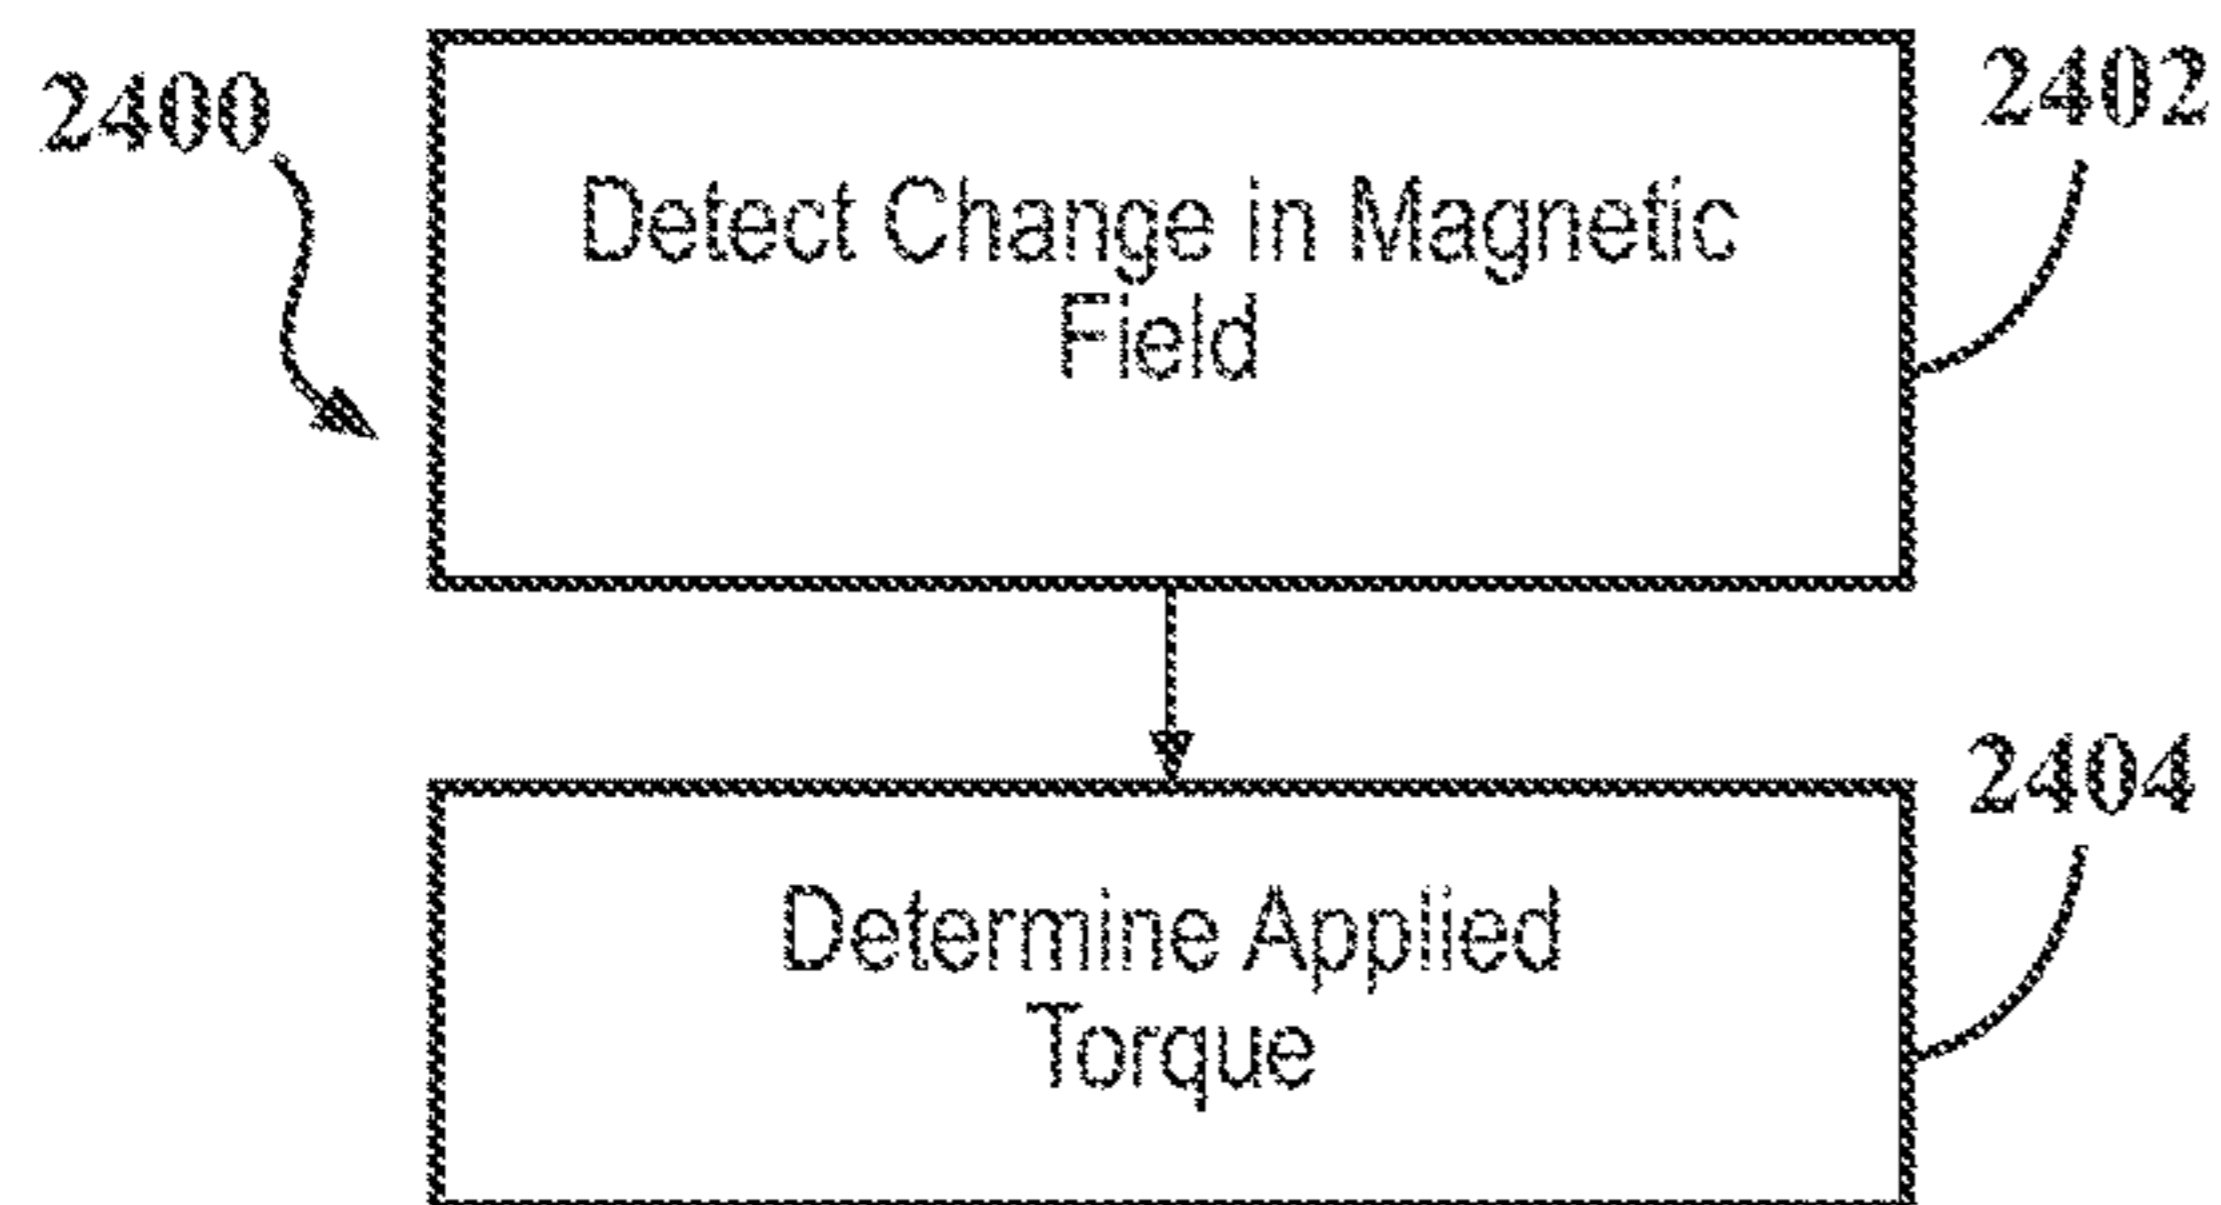 2400
2402
Detect Change in Magnetic
Field
2404
Determine Applied
Torque